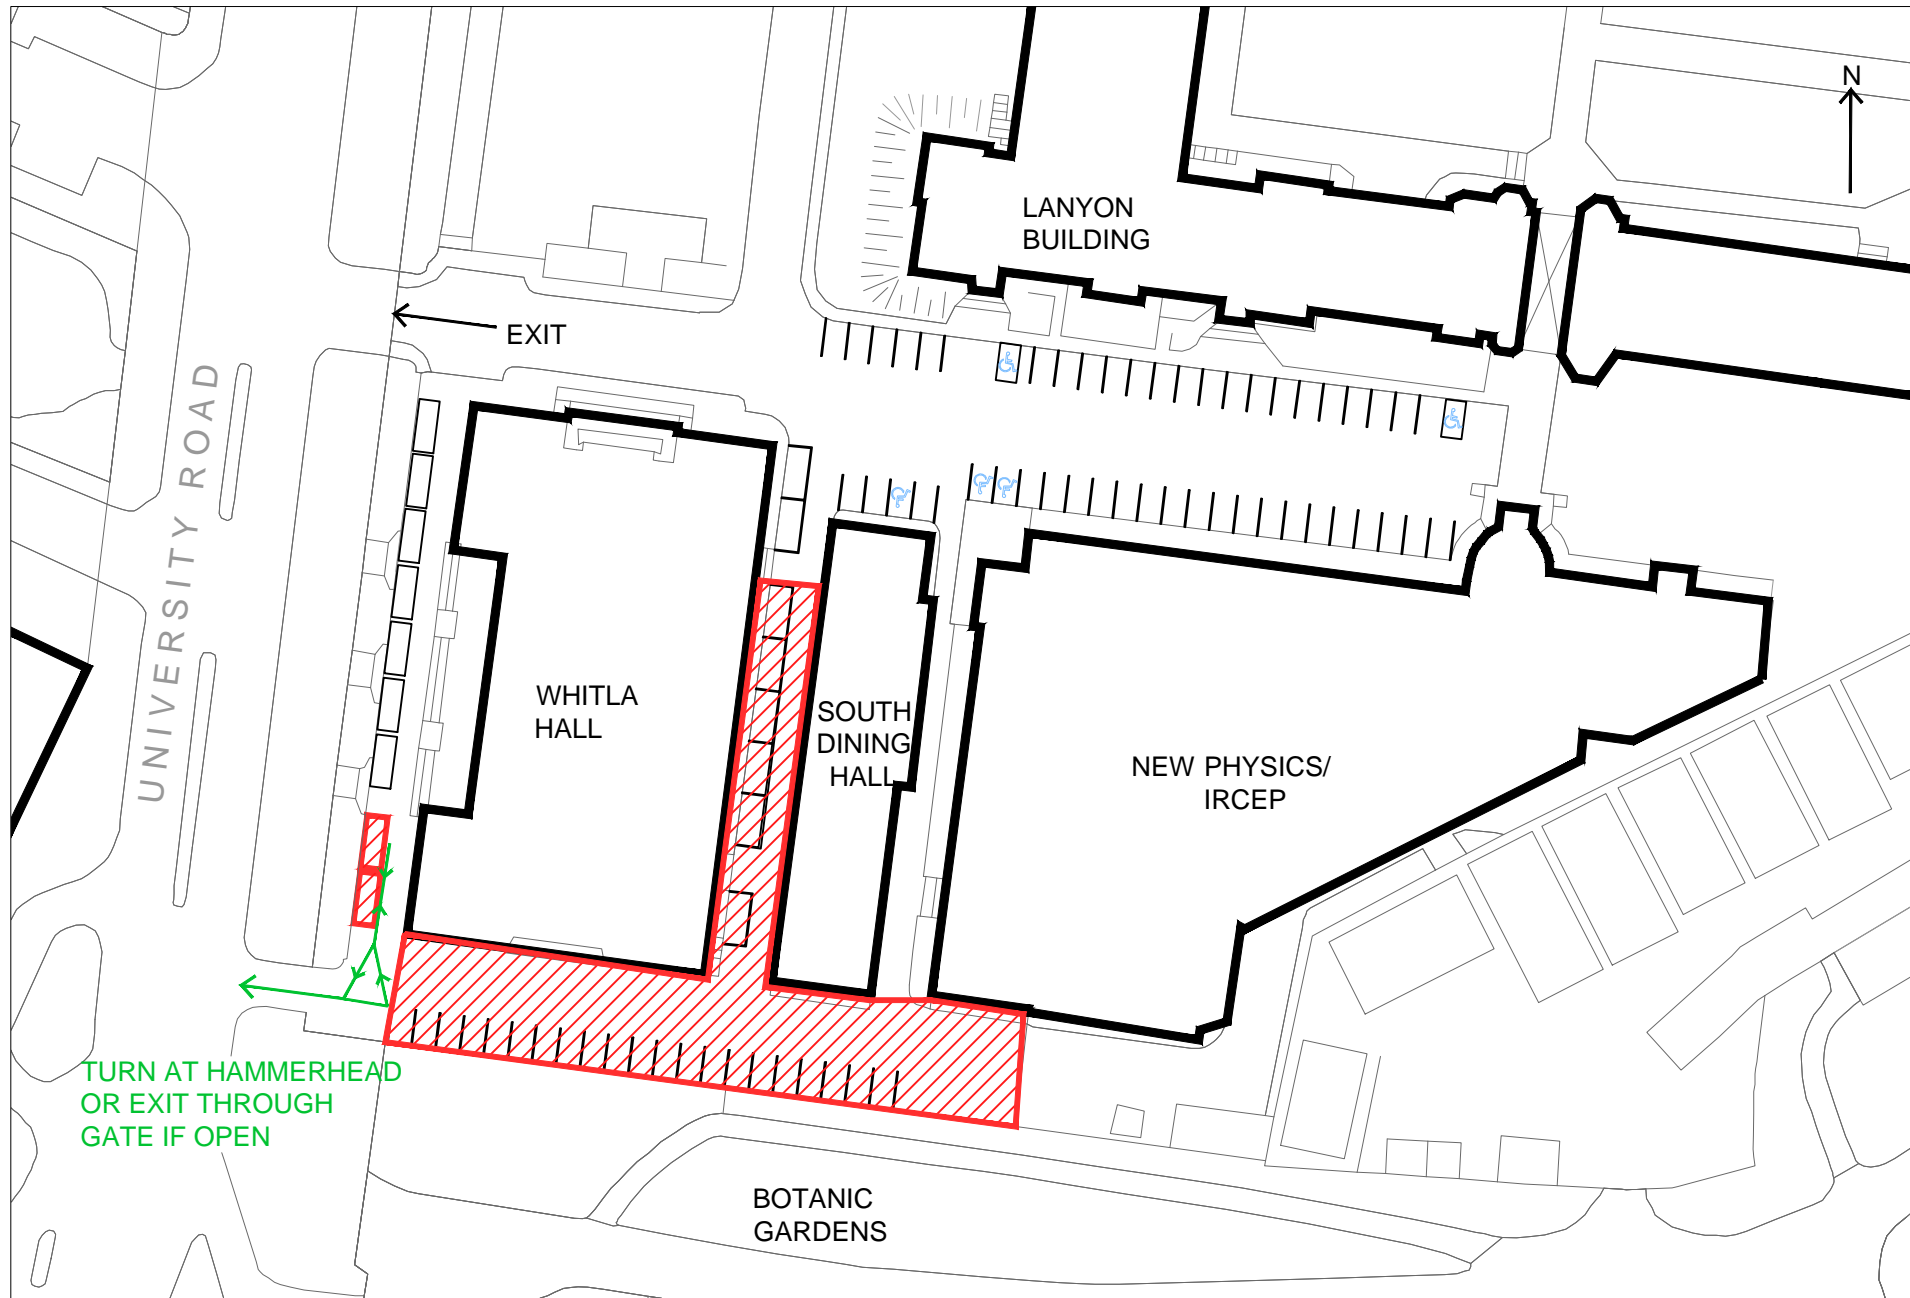 N
LANYON
BUILDING
EXIT
UNIVERSITY ROAD
WHITLA
HALL
SOUTH
DINING
HALL
NEW PHYSICS/
IRCEP
TURN AT HAMMERHEAD
OR EXIT THROUGH
GATE IF OPEN
BOTANIC
GARDENS